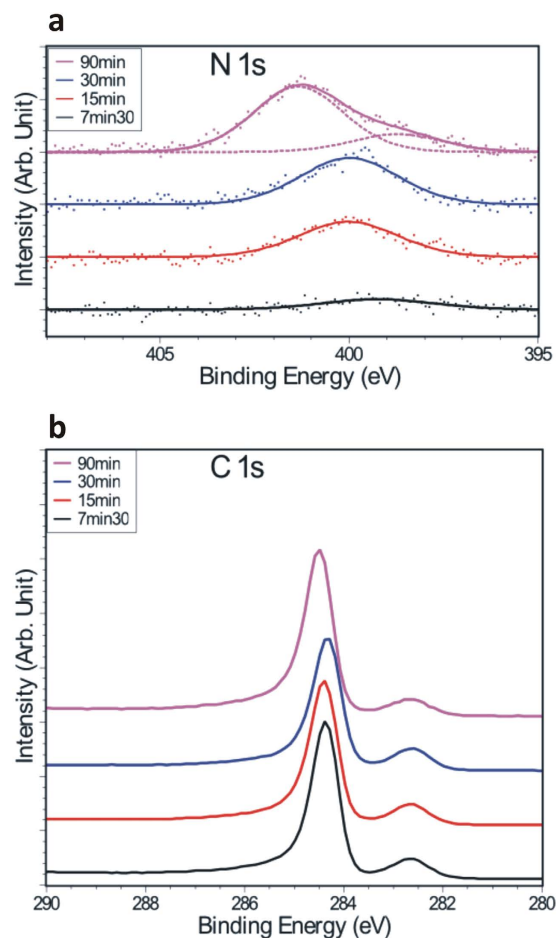 a
N 1s
90min
30min
15min
7min30
Intensity (Arb. Unit)
405 400 395
Binding Energy (eV)
b
C 1s
90min
30min
15min
7min30
Intensity (Arb. Unit)
290 288 286 284 282 280
Binding Energy (eV)